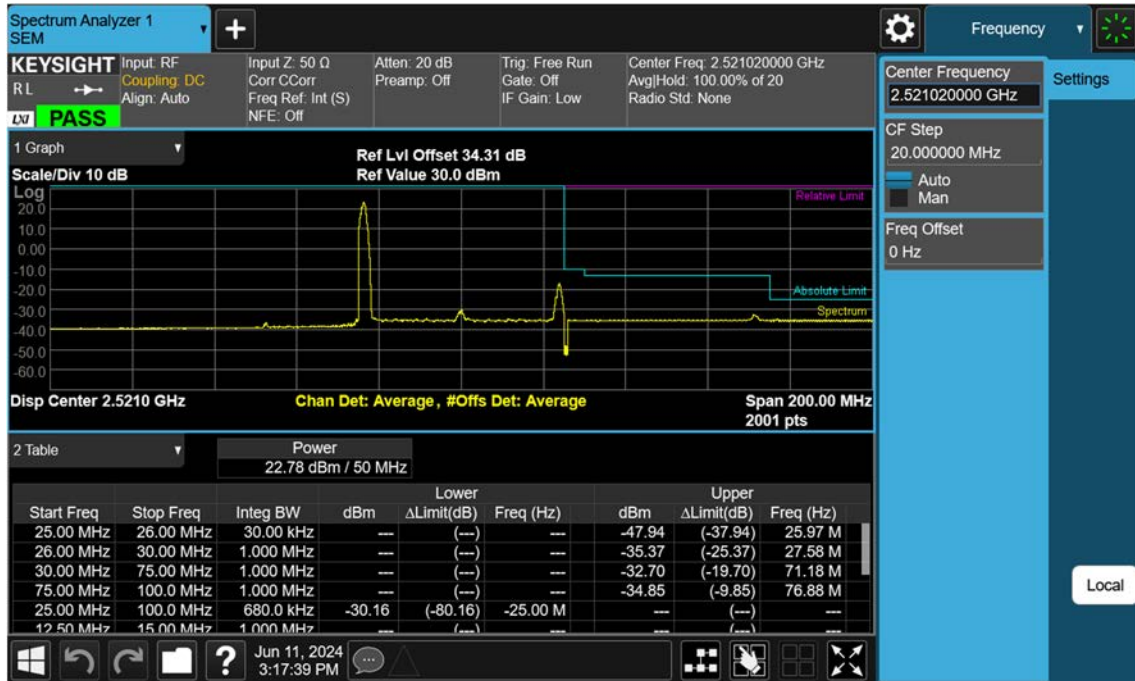 Spectrum Analyzer 1
SEM
Frequency
KEYSIGHT
R L
LXI
PASS
Input: RF
Coupling: DC
Align: Auto
Input Z: 50 Ω
Corr CCorr
Freq Ref: Int (S)
NFE: Off
Atten: 20 dB
Preamp: Off
Trig: Free Run
Gate: Off
IF Gain: Low
Center Freq: 2.521020000 GHz
Avg|Hold: 100.00% of 20
Radio Std: None
Center Frequency
2.521020000 GHz
Settings
CF Step
20.000000 MHz
Auto
Man
Freq Offset
0 Hz
Local
1 Graph
Ref Lvl Offset 34.31 dB
Scale/Div 10 dB
Ref Value 30.0 dBm
Log
Relative Limit
20.0
10.0
0.00
-10.0
-20.0
Absolute Limit
-30.0
Spectrum
-40.0
-50.0
-60.0
Disp Center 2.5210 GHz
Chan Det: Average, #Offs Det: Average
Span 200.00 MHz
2001 pts
2 Table
Power
22.78 dBm / 50 MHz
Lower Upper
Start Freq Stop Freq Integ BW dBm ΔLimit(dB) Freq (Hz) dBm ΔLimit(dB) Freq (Hz)
25.00 MHz 26.00 MHz 30.00 kHz --- (---) --- -47.94 (-37.94) 25.97 M
26.00 MHz 30.00 MHz 1.000 MHz --- (---) --- -35.37 (-25.37) 27.58 M
30.00 MHz 75.00 MHz 1.000 MHz --- (---) --- -32.70 (-19.70) 71.18 M
75.00 MHz 100.0 MHz 1.000 MHz --- (---) --- -34.85 (-9.85) 76.88 M
25.00 MHz 100.0 MHz 680.0 kHz -30.16 (-80.16) -25.00 M --- (---) ---
12.50 MHz 15.00 MHz 1.000 MHz --- (---) --- --- (---) ---
Jun 11, 2024
3:17:39 PM